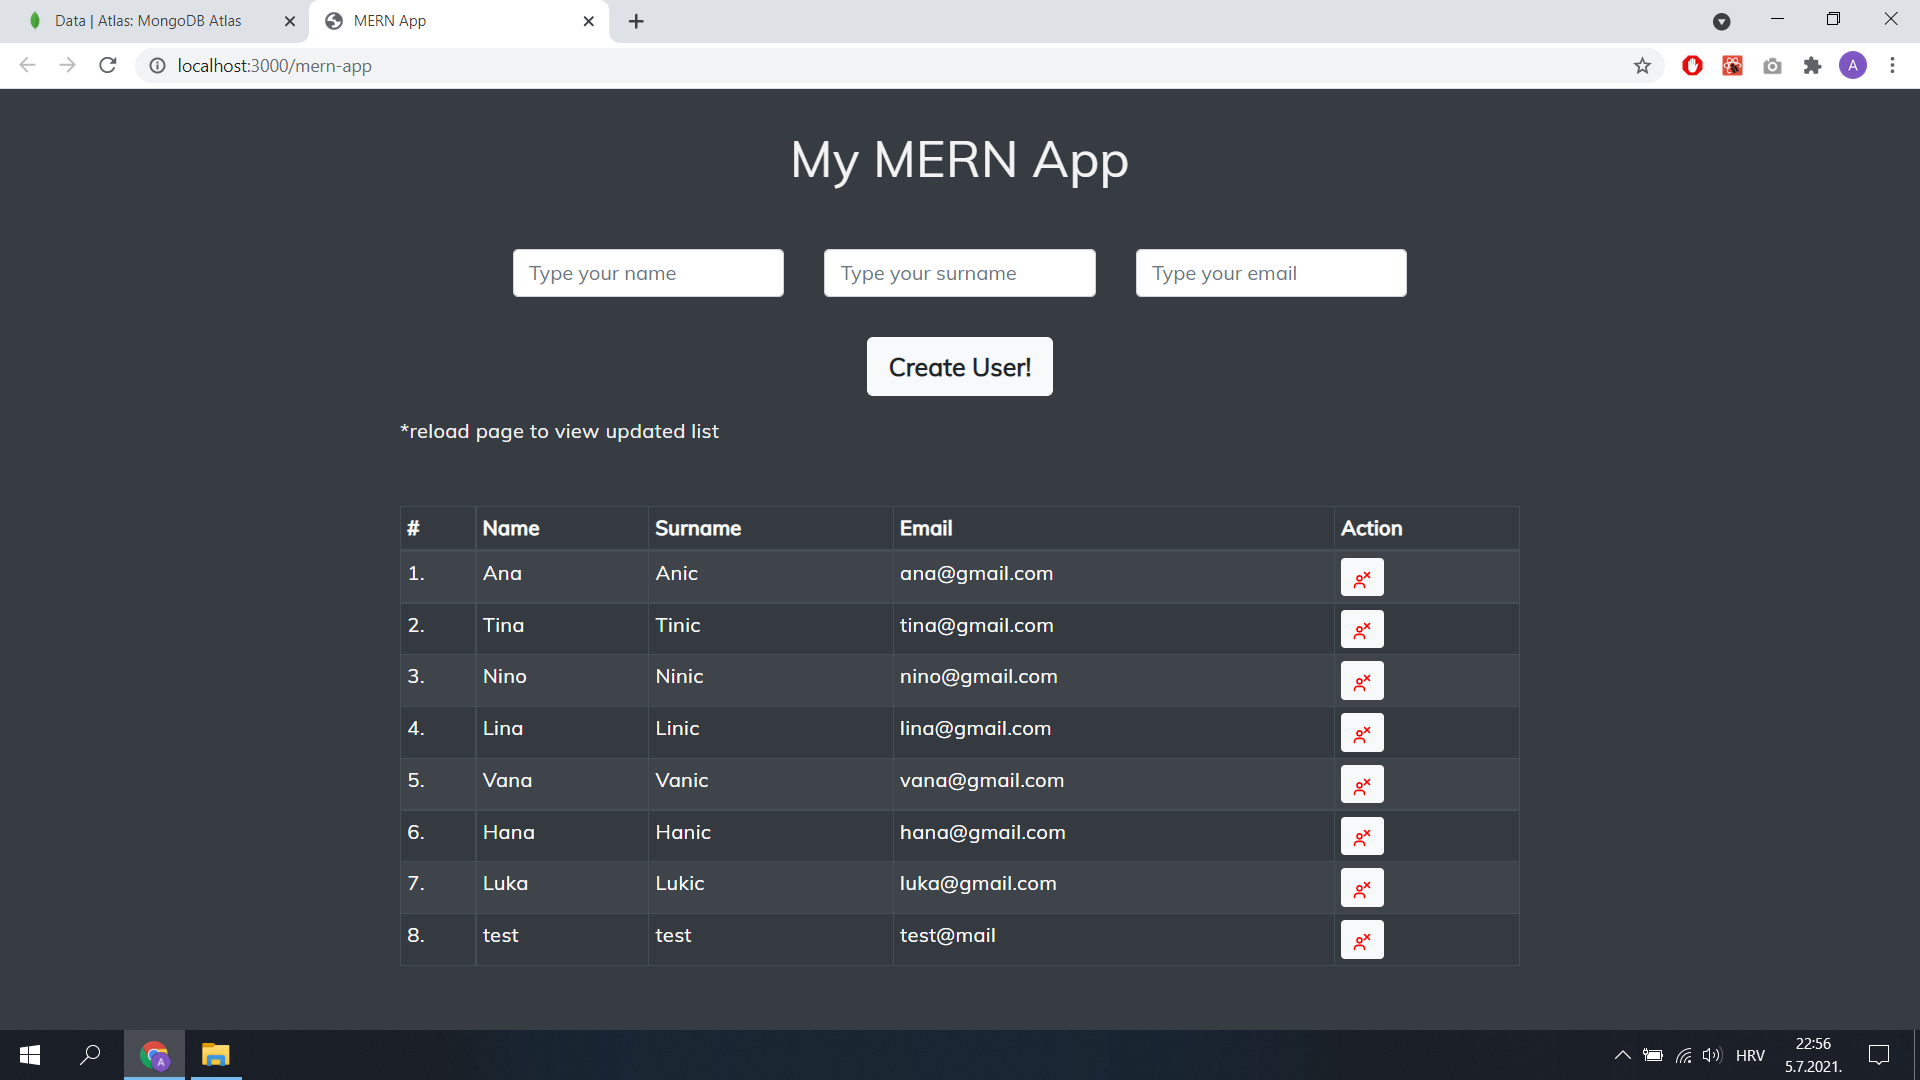 Data | Atlas: MongoDB Atlas
MERN App
localhost:3000/mern-app
A
My MERN App
Type your name
Type your surname
Type your email
Create User!
*reload page to view updated list
# Name Surname Email Action
1. Ana Anic ana@gmail.com
2. Tina Tinic tina@gmail.com
3. Nino Ninic nino@gmail.com
4. Lina Linic lina@gmail.com
5. Vana Vanic vana@gmail.com
6. Hana Hanic hana@gmail.com
7. Luka Lukic luka@gmail.com
8. test test test@mail
A
HRV
22:56
5.7.2021.